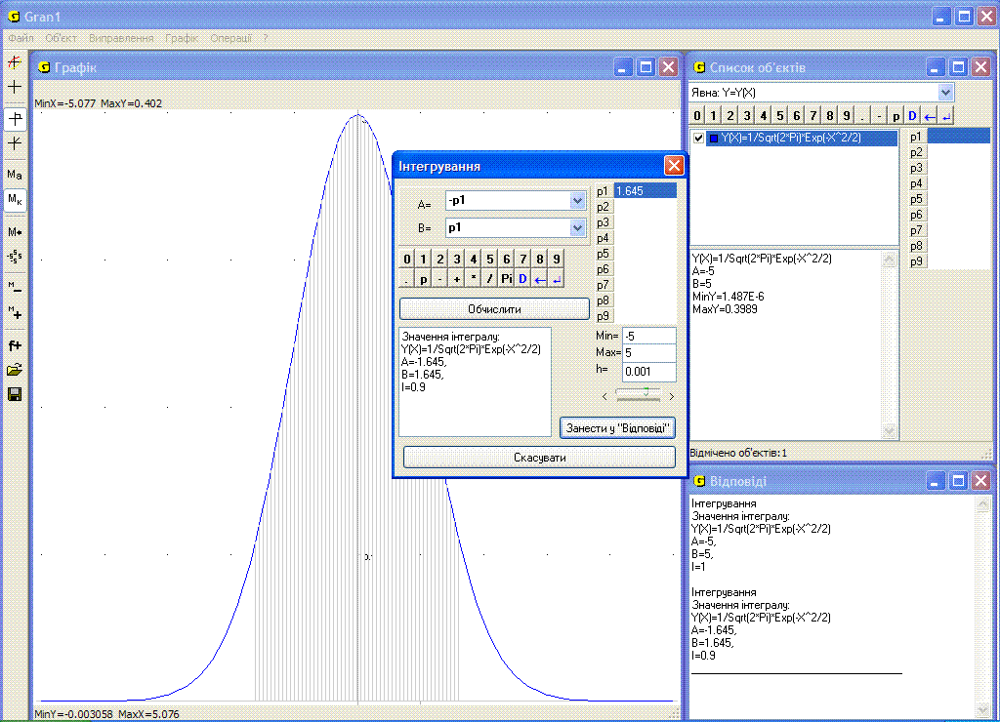 Gran1
Файл Об'єкт Виправлення Графік Операції ?
Графік
MinX=-5.077 MaxY=0.402
MinY=-0.003058 MaxX=5.076
Ma
Mк
M
M
M
f+
Інтегрування
A= -p1
B= p1
0 1 2 3 4 5 6 7 8 9
. p - + * / Pi D ← ↲
Обчислити
Значення інтегралу:
Y(X)=1/Sqrt(2*Pi)*Exp(-X^2/2)
A=-1.645,
B=1.645,
I=0.9
p1 1.645
p2
p3
p4
p5
p6
p7
p8
p9
Min= -5
Max= 5
h= 0.001
< >
Занести у "Відповіді"
Скасувати
Список об'єктів
Явна: Y=Y(X)
0 1 2 3 4 5 6 7 8 9 . - p D ← ↲
Y(X)=1/Sqrt(2*Pi)*Exp(-X^2/2)
p1
p2
p3
p4
p5
p6
p7
p8
p9
Y(X)=1/Sqrt(2*Pi)*Exp(-X^2/2)
A=-5
B=5
MinY=1.487E-6
MaxY=0.3989
Відмічено об'єктів:1
Відповіді
Інтегрування
Значення інтегралу:
Y(X)=1/Sqrt(2*Pi)*Exp(-X^2/2)
A=-5,
B=5,
I=1
Інтегрування
Значення інтегралу:
Y(X)=1/Sqrt(2*Pi)*Exp(-X^2/2)
A=-1.645,
B=1.645,
I=0.9